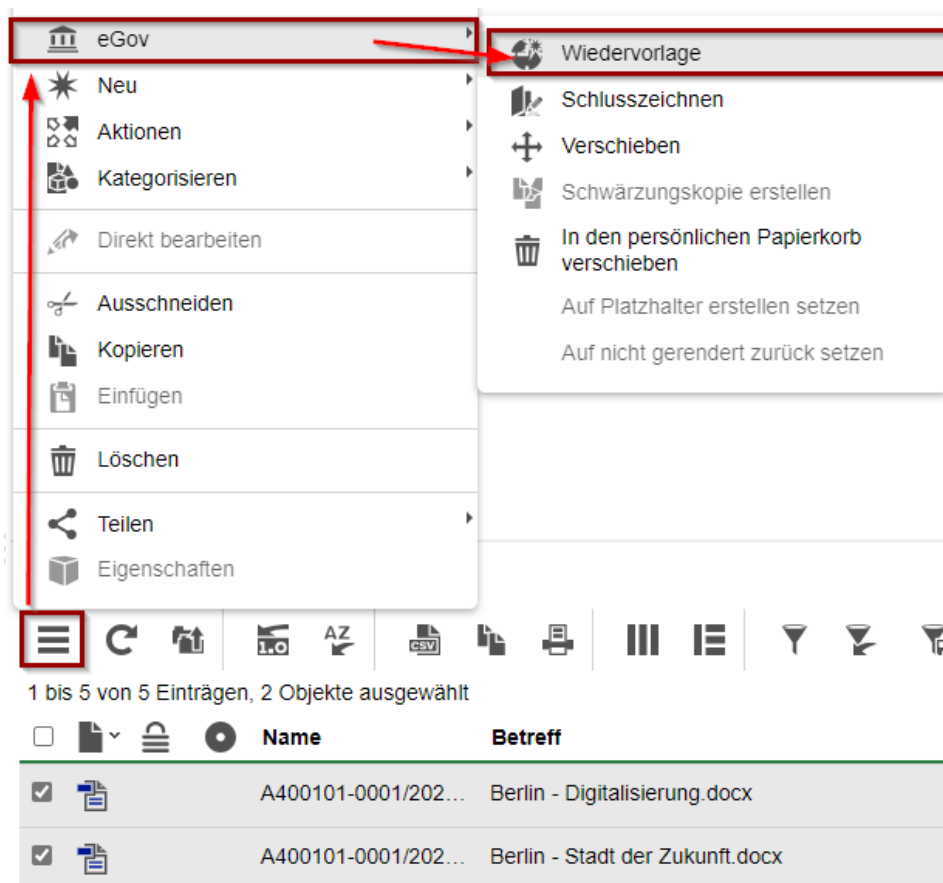 eGov
Neu
Aktionen
Kategorisieren
Direkt bearbeiten
Ausschneiden
Kopieren
Einfügen
Löschen
Teilen
Eigenschaften
Wiedervorlage
Schlusszeichnen
Verschieben
Schwärzungskopie erstellen
In den persönlichen Papierkorb
verschieben
Auf Platzhalter erstellen setzen
Auf nicht gerendert zurück setzen
1.0 AZ CSV
1 bis 5 von 5 Einträgen, 2 Objekte ausgewählt
Name Betreff
A400101-0001/202... Berlin - Digitalisierung.docx
A400101-0001/202... Berlin - Stadt der Zukunft.docx